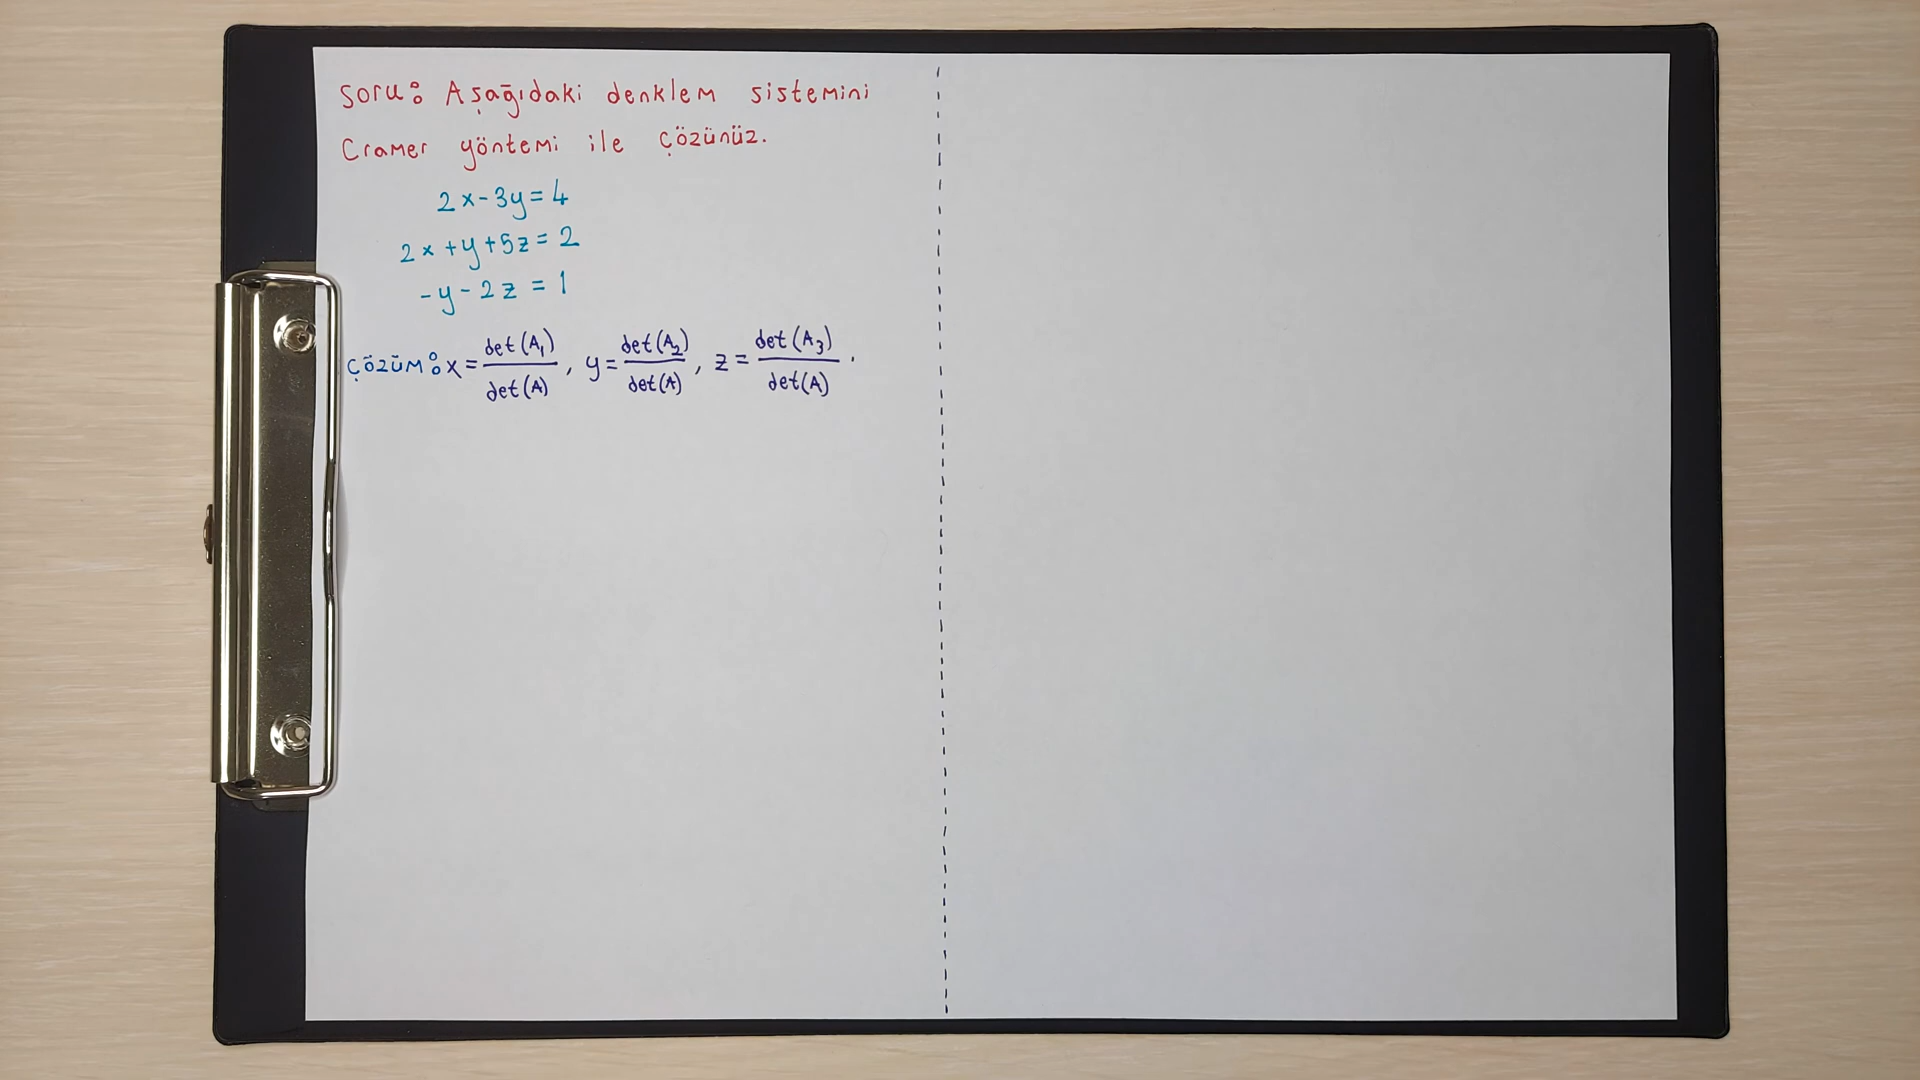 Soru: Aşağıdaki denklem sistemini
Cramer yöntemi ile çözünüz.
2x-3y=4
2x+y+5z=2
-y-2z=1
Çözüm: x = det(A₁)/det(A), y = det(A₂)/det(A), z = det(A₃)/det(A).